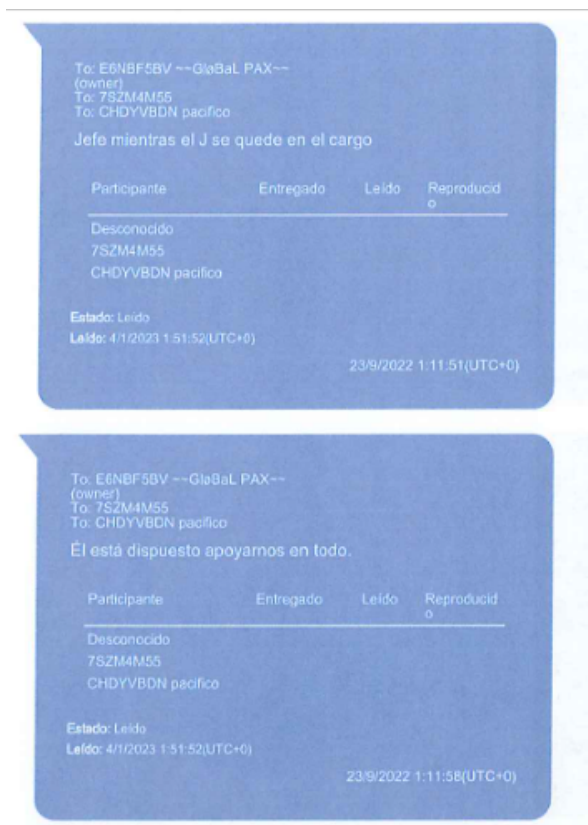 To: E6NBF5BV ~~GløBaL PAX~~
(owner)
To: 7SZM4M55
To: CHDYVBDN pacifico
Jefe mientras el J se quede en el cargo
Participante Entregado Leído Reproducid
o
Desconocido
7SZM4M55
CHDYVBDN pacifico
Estado: Leído
Leído: 4/1/2023 1:51:52(UTC+0)
23/9/2022 1:11:51(UTC+0)
To: E6NBF5BV ~~GløBaL PAX~~
(owner)
To: 7SZM4M55
To: CHDYVBDN pacifico
Él está dispuesto apoyarnos en todo.
Participante Entregado Leído Reproducid
o
Desconocido
7SZM4M55
CHDYVBDN pacifico
Estado: Leído
Leído: 4/1/2023 1:51:52(UTC+0)
23/9/2022 1:11:58(UTC+0)